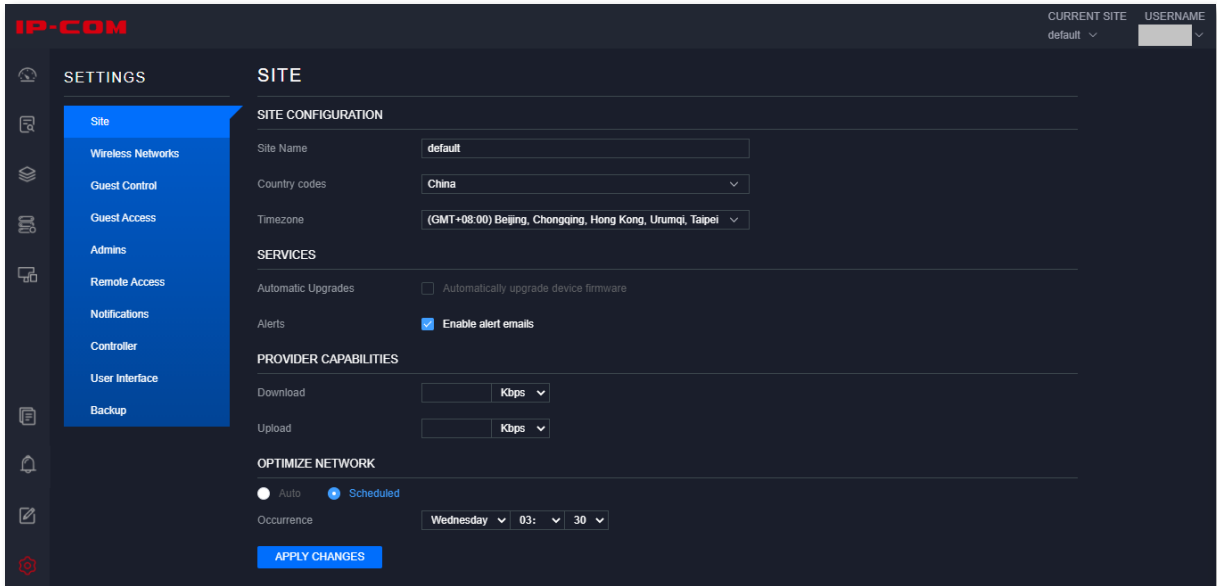 IP-COM
CURRENT SITE USERNAME
default
SETTINGS
Site
Wireless Networks
Guest Control
Guest Access
Admins
Remote Access
Notifications
Controller
User Interface
Backup
SITE
SITE CONFIGURATION
Site Name default
Country codes China
Timezone (GMT+08:00) Beijing, Chongqing, Hong Kong, Urumqi, Taipei
SERVICES
Automatic Upgrades Automatically upgrade device firmware
Alerts Enable alert emails
PROVIDER CAPABILITIES
Download Kbps
Upload Kbps
OPTIMIZE NETWORK
Auto Scheduled
Occurrence Wednesday 03: 30
APPLY CHANGES